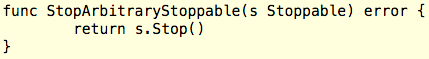 func StopArbitraryStoppable(s Stoppable) error {
        return s.Stop()
}